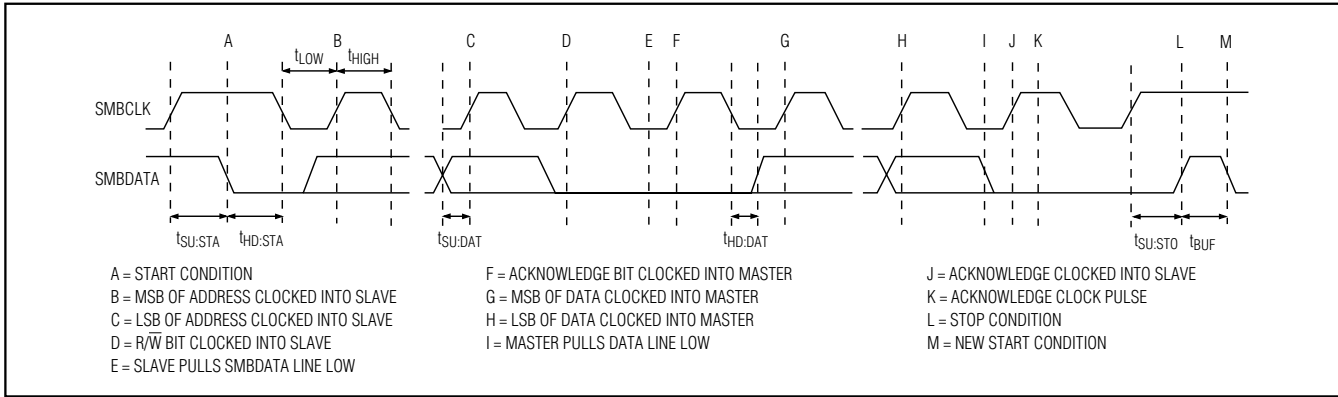 A B C D E F G H I J K L M
tLOW tHIGH
SMBCLK
SMBDATA
tSU:STA tHD:STA tSU:DAT tHD:DAT tSU:STO tBUF
A = START CONDITION
B = MSB OF ADDRESS CLOCKED INTO SLAVE
C = LSB OF ADDRESS CLOCKED INTO SLAVE
D = R/W̅ BIT CLOCKED INTO SLAVE
E = SLAVE PULLS SMBDATA LINE LOW
F = ACKNOWLEDGE BIT CLOCKED INTO MASTER
G = MSB OF DATA CLOCKED INTO MASTER
H = LSB OF DATA CLOCKED INTO MASTER
I = MASTER PULLS DATA LINE LOW
J = ACKNOWLEDGE CLOCKED INTO SLAVE
K = ACKNOWLEDGE CLOCK PULSE
L = STOP CONDITION
M = NEW START CONDITION